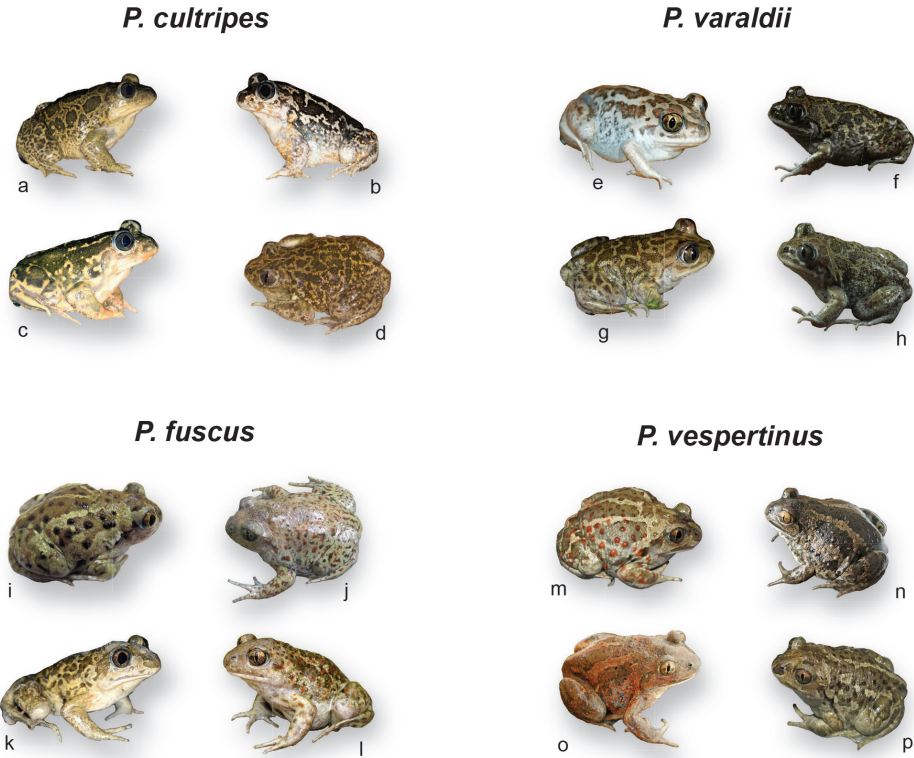 P. cultripes
P. varaldii
a
b
e
f
c
d
g
h
P. fuscus
P. vespertinus
i
j
m
n
k
l
o
p